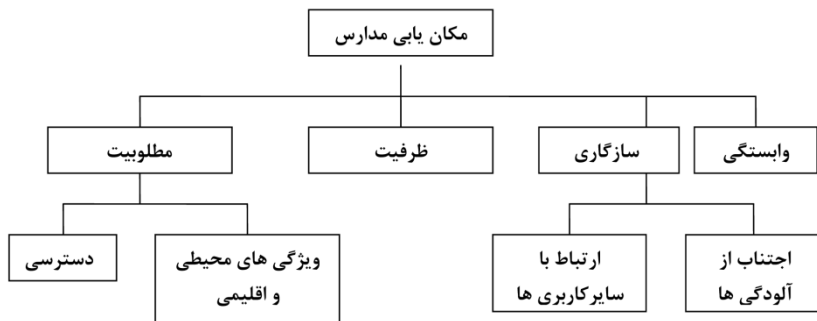 مکان یابی مدارس
وابستگی
سازگاری
ظرفیت
مطلوبیت
اجتناب از
آلودگی ها
ارتباط با
سایرکاربری ها
ویژگی های محیطی
و اقلیمی
دسترسی